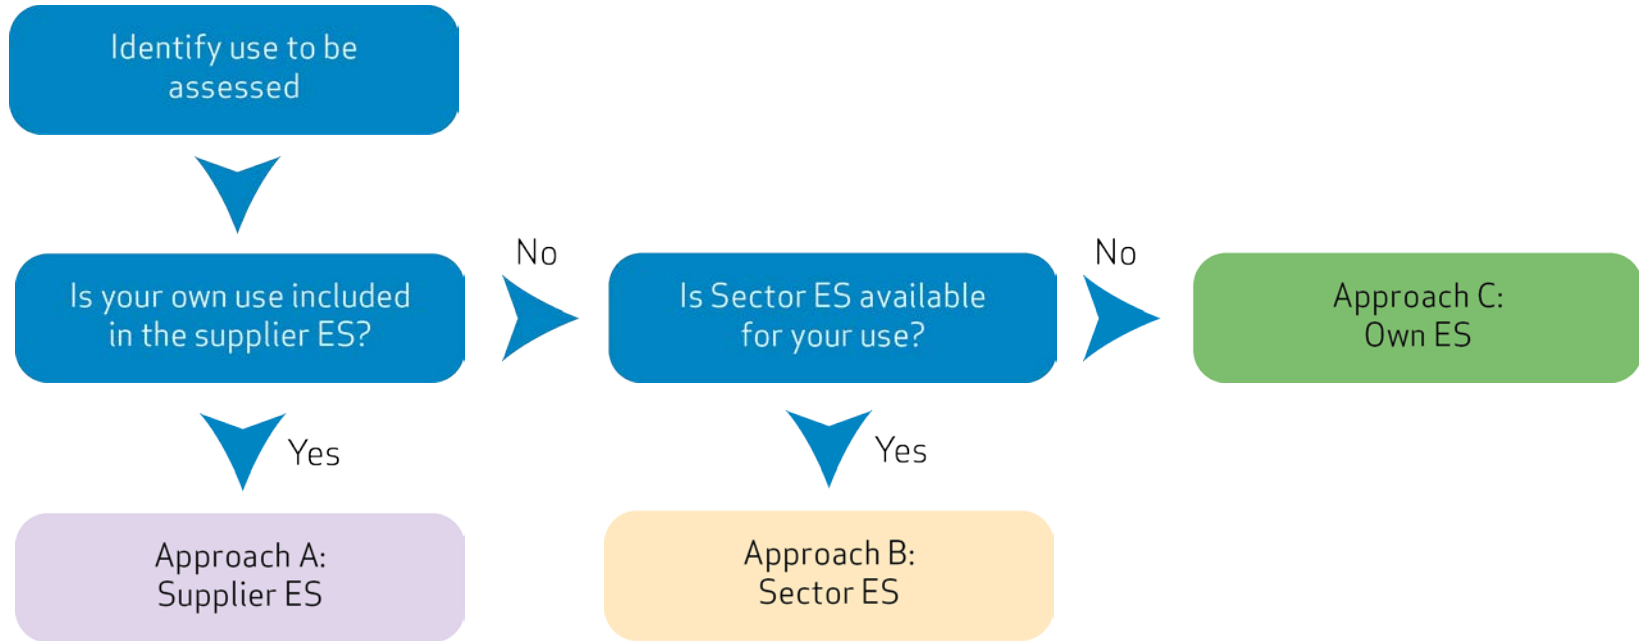 Identify use to be
assessed
Is your own use included
in the supplier ES?
No
Is Sector ES available
for your use?
No
Approach C:
Own ES
Yes
Yes
Approach A:
Supplier ES
Approach B:
Sector ES